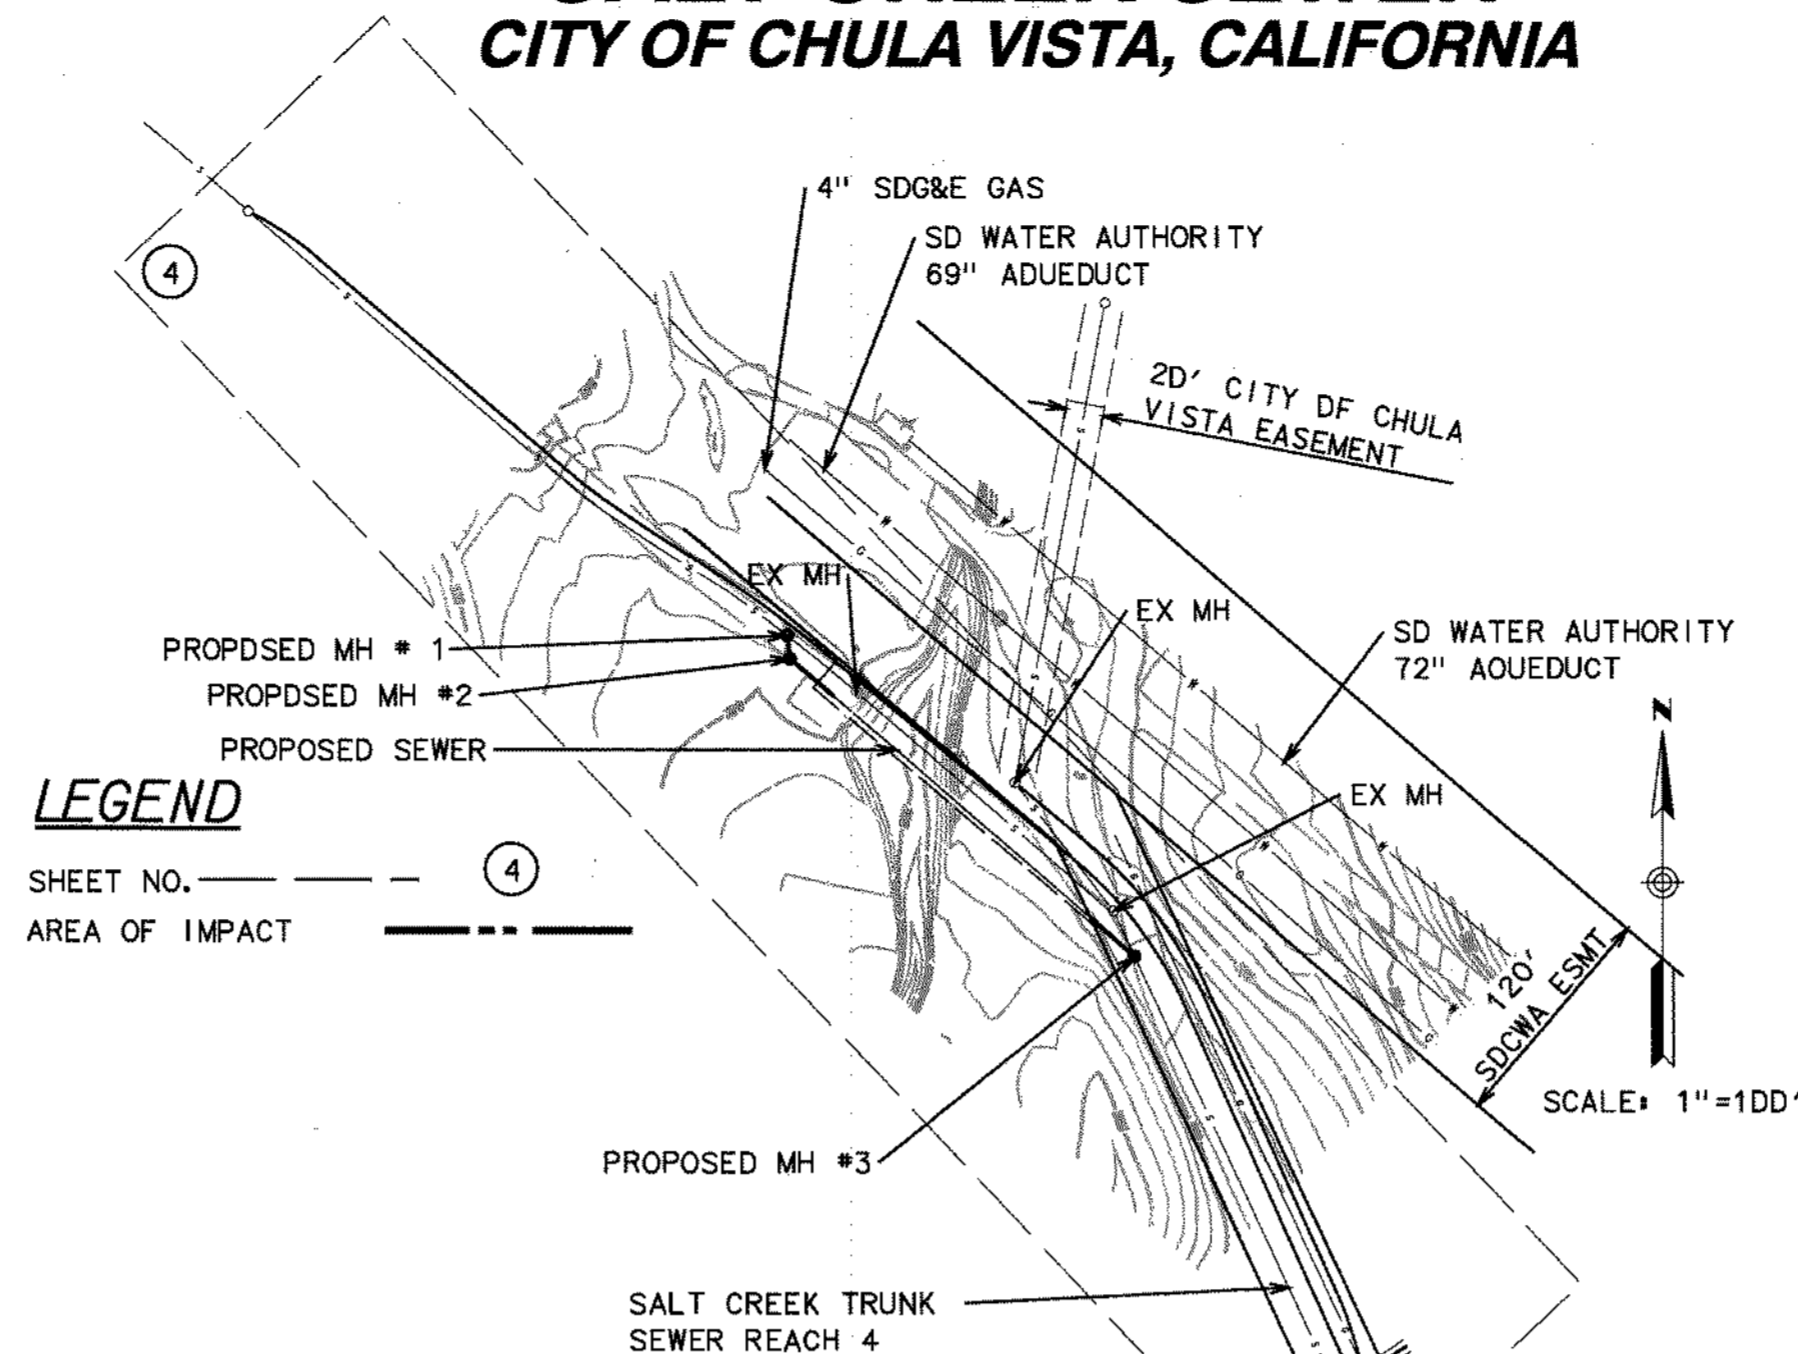 CITY OF CHULA VISTA, CALIFORNIA
4" SDG&E GAS
SD WATER AUTHORITY
69" ADUEDUCT
4
2D' CITY DF CHULA
VISTA EASEMENT
EX MH
EX MH
SD WATER AUTHORITY
72" AOUEDUCT
PROPDSED MH # 1
PROPDSED MH #2
PROPOSED SEWER
N
EX MH
LEGEND
SHEET NO. 4
AREA OF IMPACT
120'
SDCWA ESMT
SCALE: 1"=1DD'
PROPOSED MH #3
SALT CREEK TRUNK
SEWER REACH 4